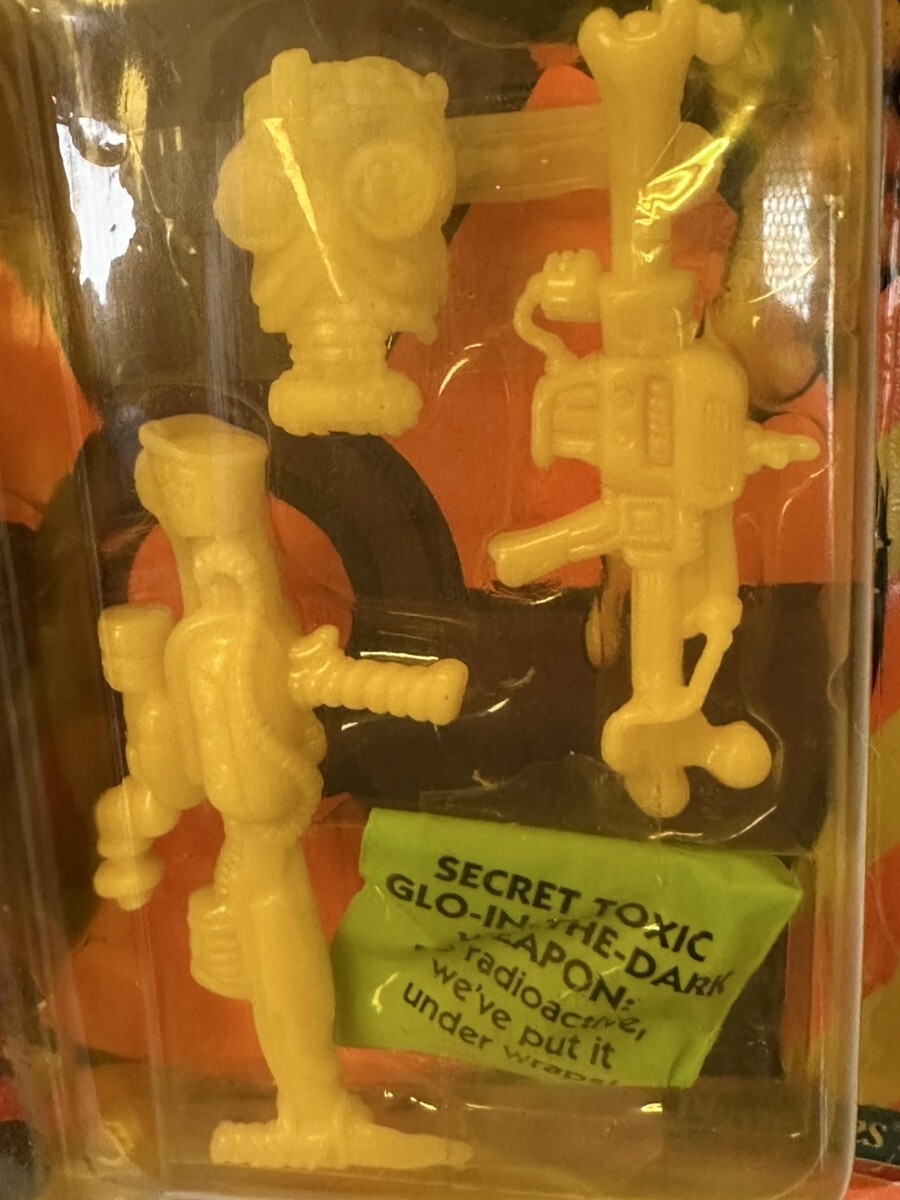 SECRET TOXIC
GLO-IN-THE-DARK
WEAPON:
radioactive,
we've put it
under wraps!